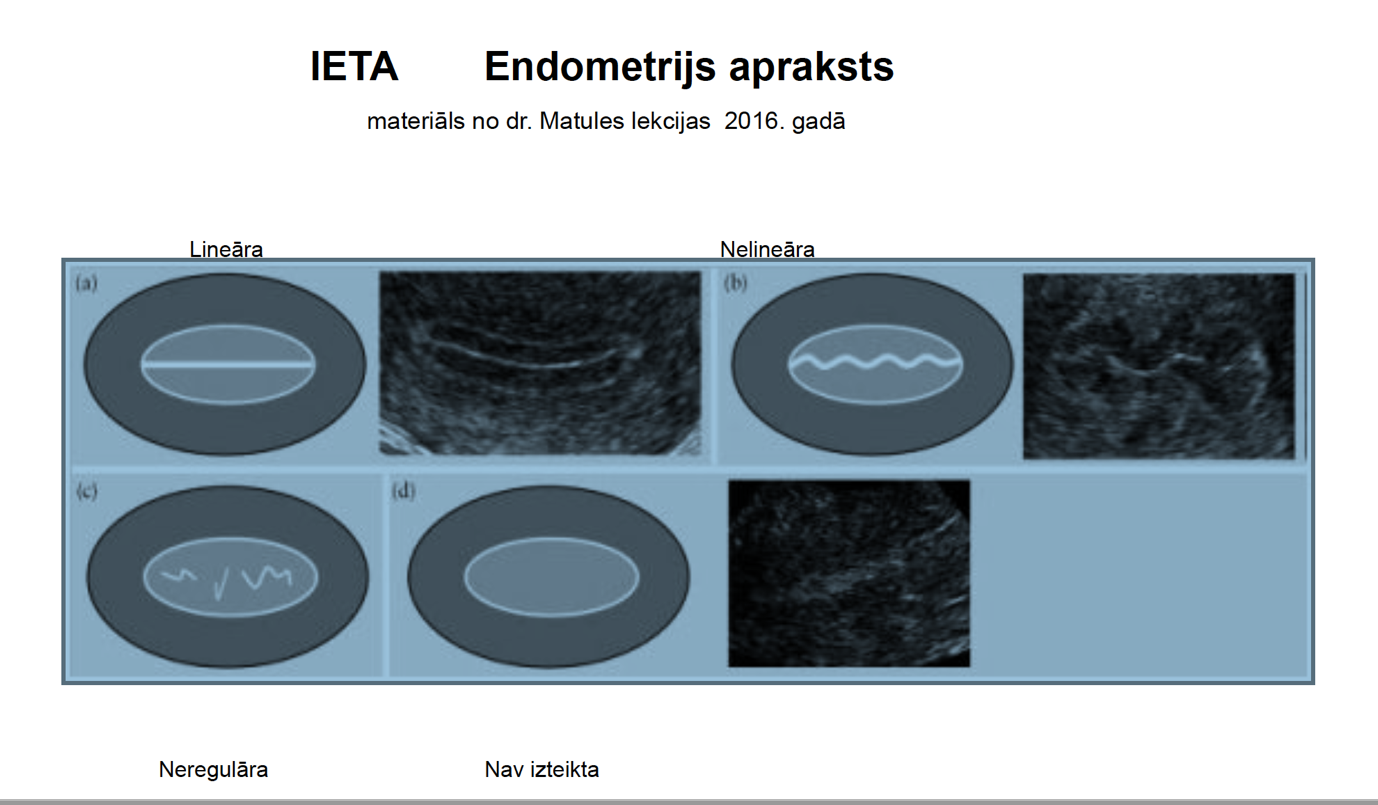 IETA Endometrijs apraksts
materiāls no dr. Matules lekcijas 2016. gadā
Lineāra Nelineāra
(a) (b)
(c) (d)
Neregulāra Nav izteikta